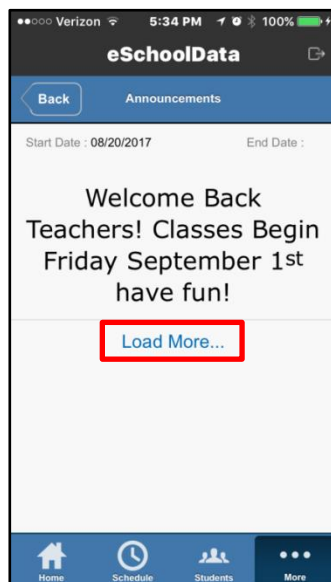 Verizon 5:34 PM 100%
eSchoolData
Back Announcements
Start Date : 08/20/2017 End Date :
Welcome Back
Teachers! Classes Begin
Friday September 1st
have fun!
Load More...
Home Schedule Students More